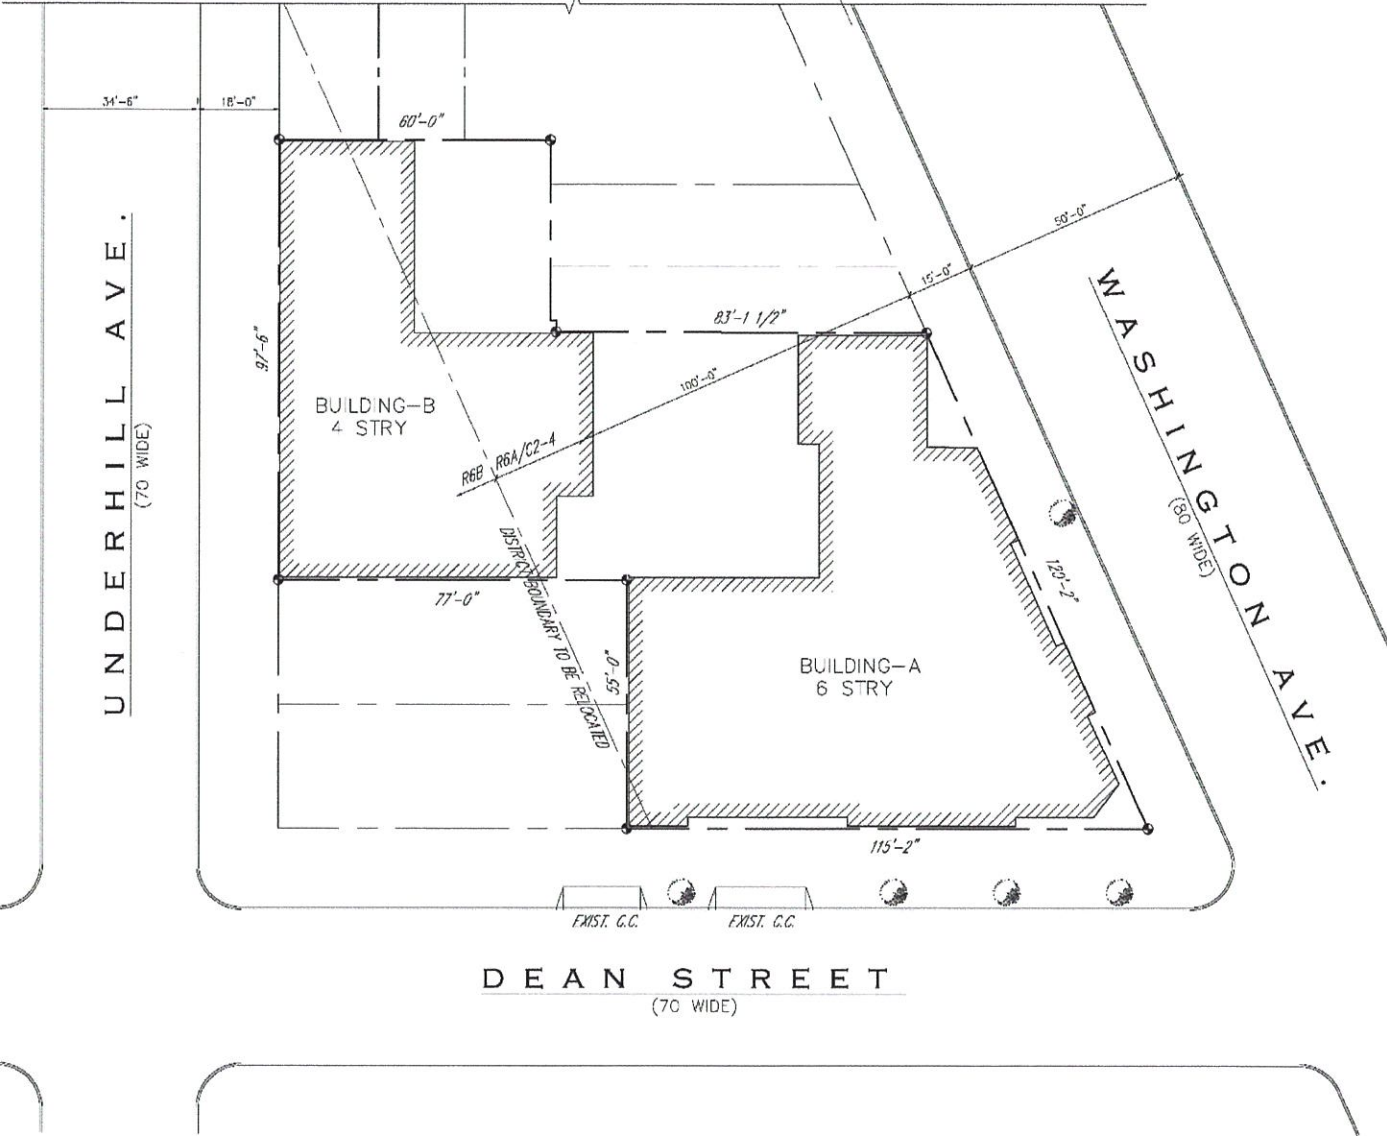 34'-6"
18'-0"
60'-0"
50'-0"
15'-0"
83'-1 1/2"
97'-6"
100'-0"
UNDERHILL AVE.
(70 WIDE)
BUILDING-B
4 STRY
R6B R6A/C2-4
WASHINGTON AVE.
(80 WIDE)
120'-2"
DISTRICT BOUNDARY TO BE RELOCATED
77'-0"
55'-0"
BUILDING-A
6 STRY
115'-2"
EXIST. C.C. EXIST. C.C.
DEAN STREET
(70 WIDE)